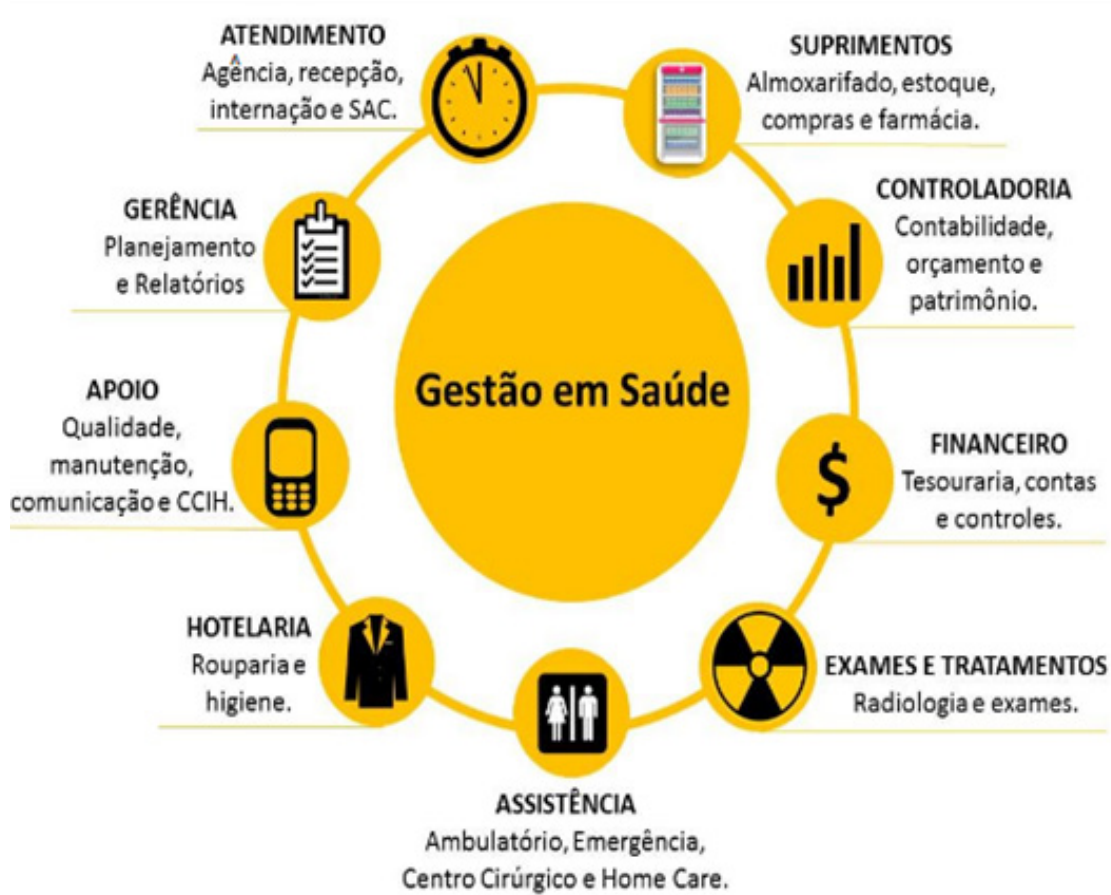 ATENDIMENTO
Agência, recepção,
internação e SAC.
SUPRIMENTOS
Almoxarifado, estoque,
compras e farmácia.
CONTROLADORIA
Contabilidade,
orçamento e
patrimônio.
FINANCEIRO
Tesouraria, contas
e controles.
EXAMES E TRATAMENTOS
Radiologia e exames.
ASSISTÊNCIA
Ambulatório, Emergência,
Centro Cirúrgico e Home Care.
HOTELARIA
Rouparia e
higiene.
APOIO
Qualidade,
manutenção,
comunicação e CCIH.
GERÊNCIA
Planejamento
e Relatórios
Gestão em Saúde
$